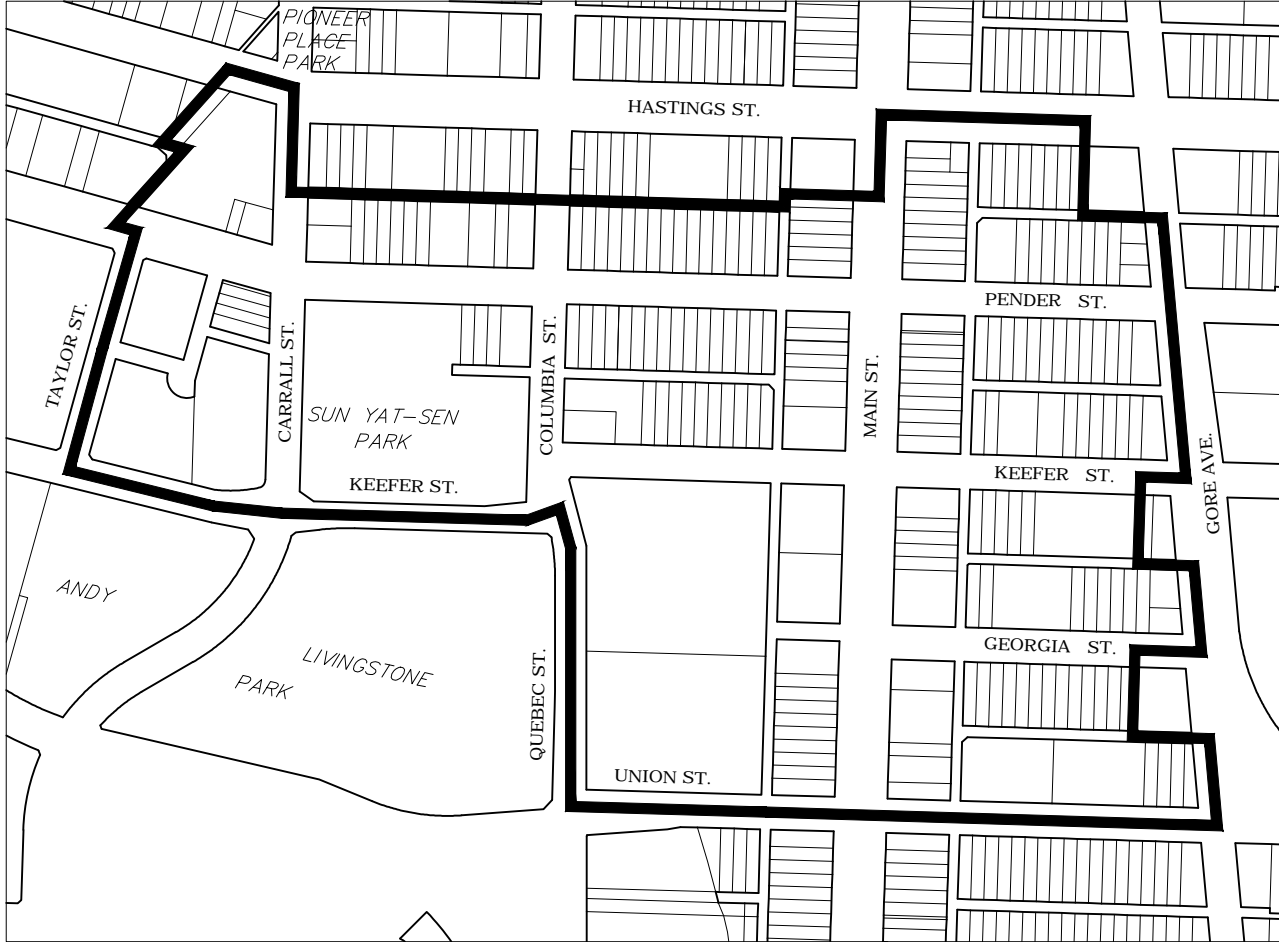 PIONEER
PLACE
PARK
HASTINGS ST.
PENDER ST.
TAYLOR ST.
CARRALL ST.
COLUMBIA ST.
MAIN ST.
SUN YAT-SEN
PARK
KEEFER ST.
KEEFER ST.
GORE AVE.
ANDY
LIVINGSTONE
PARK
GEORGIA ST.
QUEBEC ST.
UNION ST.